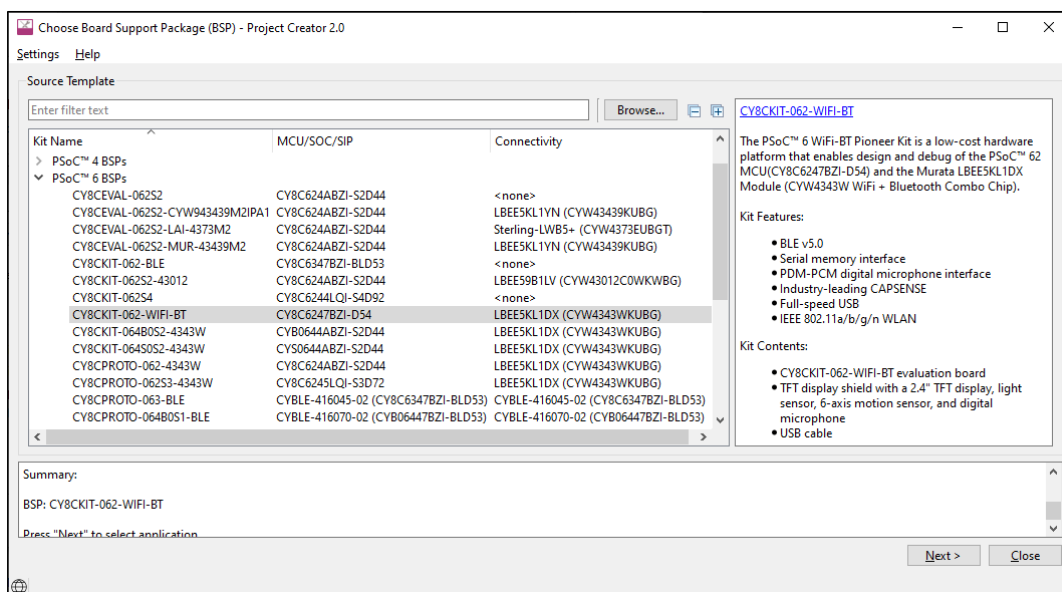 Choose Board Support Package (BSP) - Project Creator 2.0
Settings Help
Source Template
Enter filter text
Browse...
Kit Name MCU/SOC/SIP Connectivity
PSoC™ 4 BSPs
PSoC™ 6 BSPs
CY8CEVAL-062S2 CY8C624ABZI-S2D44 <none>
CY8CEVAL-062S2-CYW943439M2IPA1 CY8C624ABZI-S2D44 LBEE5KL1YN (CYW43439KUBG)
CY8CEVAL-062S2-LAI-4373M2 CY8C624ABZI-S2D44 Sterling-LWB5+ (CYW4373EUBGT)
CY8CEVAL-062S2-MUR-43439M2 CY8C624ABZI-S2D44 LBEE5KL1YN (CYW43439KUBG)
CY8CKIT-062-BLE CY8C6347BZI-BLD53 <none>
CY8CKIT-062S2-43012 CY8C624ABZI-S2D44 LBEE59B1LV (CYW43012C0WKWBG)
CY8CKIT-062S4 CY8C6244LQI-S4D92 <none>
CY8CKIT-062-WIFI-BT CY8C6247BZI-D54 LBEE5KL1DX (CYW4343WKUBG)
CY8CKIT-064B0S2-4343W CYB0644ABZI-S2D44 LBEE5KL1DX (CYW4343WKUBG)
CY8CKIT-064S0S2-4343W CYS0644ABZI-S2D44 LBEE5KL1DX (CYW4343WKUBG)
CY8CPROTO-062-4343W CY8C624ABZI-S2D44 LBEE5KL1DX (CYW4343WKUBG)
CY8CPROTO-062S3-4343W CY8C6245LQI-S3D72 LBEE5KL1DX (CYW4343WKUBG)
CY8CPROTO-063-BLE CYBLE-416045-02 (CY8C6347BZI-BLD53) CYBLE-416045-02 (CY8C6347BZI-BLD53)
CY8CPROTO-064B0S1-BLE CYBLE-416070-02 (CYB06447BZI-BLD53) CYBLE-416070-02 (CYB06447BZI-BLD53)
CY8CKIT-062-WIFI-BT
The PSoC™ 6 WiFi-BT Pioneer Kit is a low-cost hardware
platform that enables design and debug of the PSoC™ 62
MCU(CY8C6247BZI-D54) and the Murata LBEE5KL1DX
Module (CYW4343W WiFi + Bluetooth Combo Chip).
Kit Features:
• BLE v5.0
• Serial memory interface
• PDM-PCM digital microphone interface
• Industry-leading CAPSENSE
• Full-speed USB
• IEEE 802.11a/b/g/n WLAN
Kit Contents:
• CY8CKIT-062-WIFI-BT evaluation board
• TFT display shield with a 2.4" TFT display, light
sensor, 6-axis motion sensor, and digital
microphone
• USB cable
Summary:
BSP: CY8CKIT-062-WIFI-BT
Press "Next" to select application
Next > Close